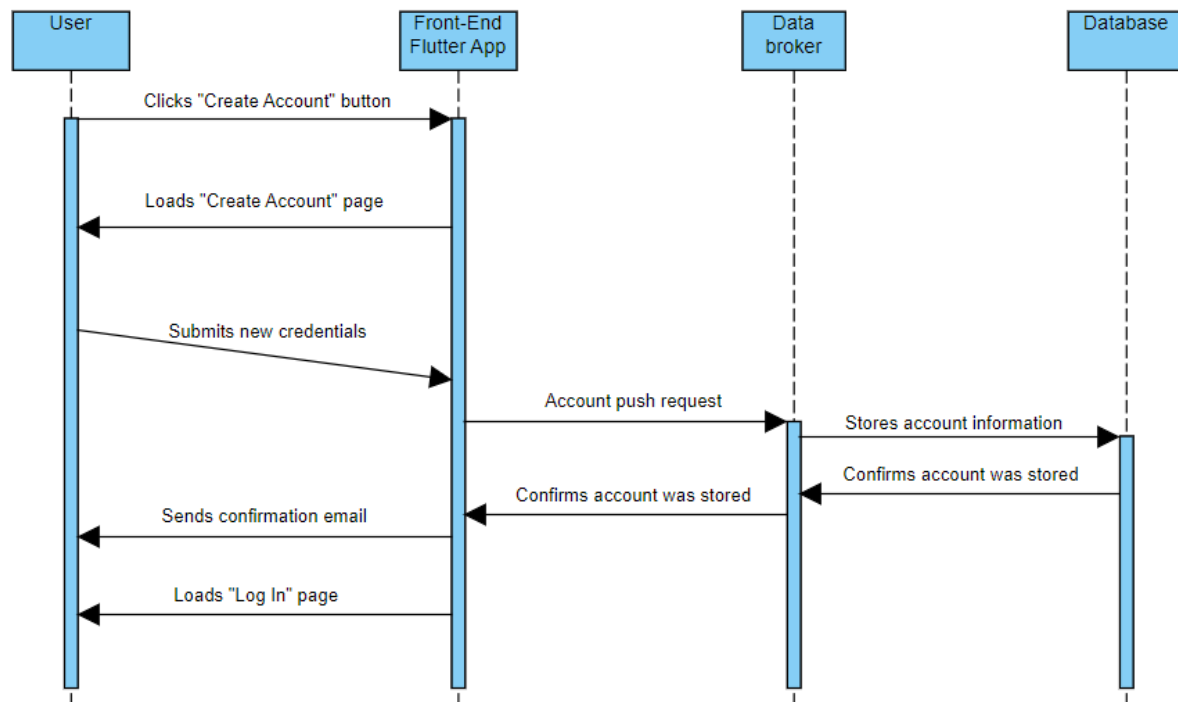 User
Front-End
Flutter App
Data
broker
Database
Clicks "Create Account" button
Loads "Create Account" page
Submits new credentials
Account push request
Stores account information
Confirms account was stored
Confirms account was stored
Sends confirmation email
Loads "Log In" page